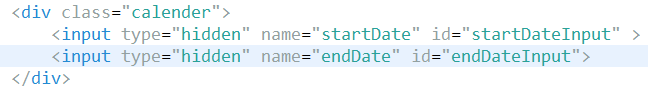 <div class="calender">
    <input type="hidden" name="startDate" id="startDateInput" >
    <input type="hidden" name="endDate" id="endDateInput">
</div>